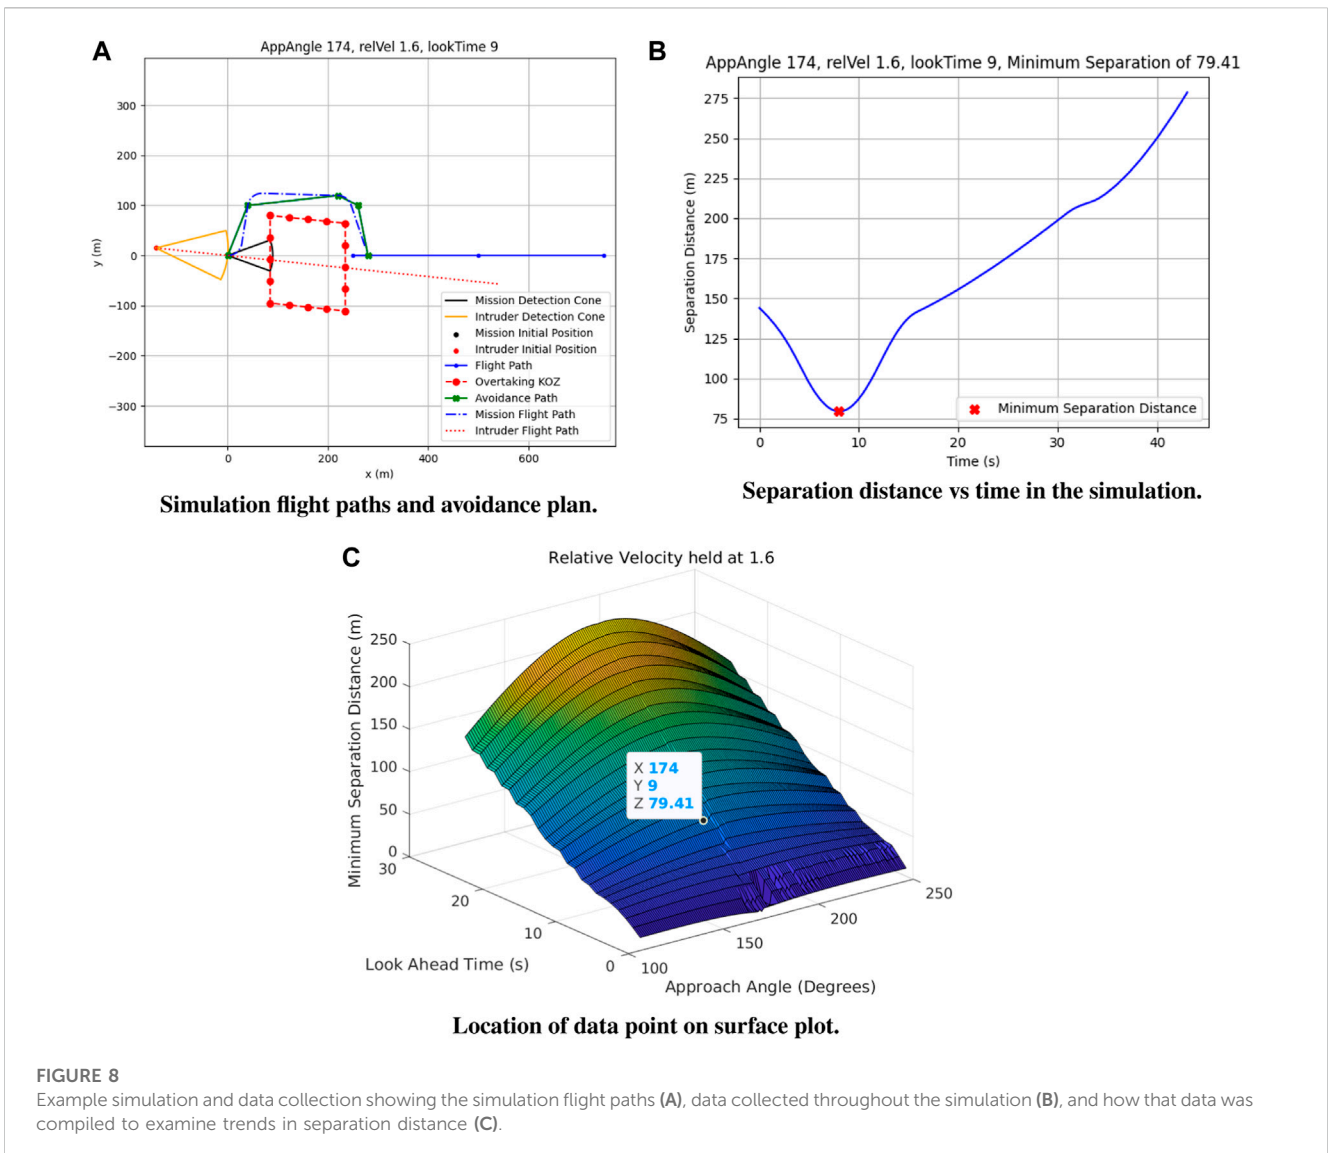 A
AppAngle 174, relVel 1.6, lookTime 9
300
200
100
0
−100
−200
−300
y (m)
0
200
400
600
x (m)
Mission Detection Cone
Intruder Detection Cone
Mission Initial Position
Intruder Initial Position
Flight Path
Overtaking KOZ
Avoidance Path
Mission Flight Path
Intruder Flight Path
Simulation flight paths and avoidance plan.
B
AppAngle 174, relVel 1.6, lookTime 9, Minimum Separation of 79.41
275
250
225
200
175
150
125
100
75
Separation Distance (m)
Minimum Separation Distance
0
10
20
30
40
Time (s)
Separation distance vs time in the simulation.
C
Relative Velocity held at 1.6
250
200
150
100
50
0
Minimum Separation Distance (m)
X 174
Y 9
Z 79.41
30
20
10
0
Look Ahead Time (s)
100
150
200
250
Approach Angle (Degrees)
Location of data point on surface plot.
FIGURE 8
Example simulation and data collection showing the simulation flight paths (A), data collected throughout the simulation (B), and how that data was
compiled to examine trends in separation distance (C).